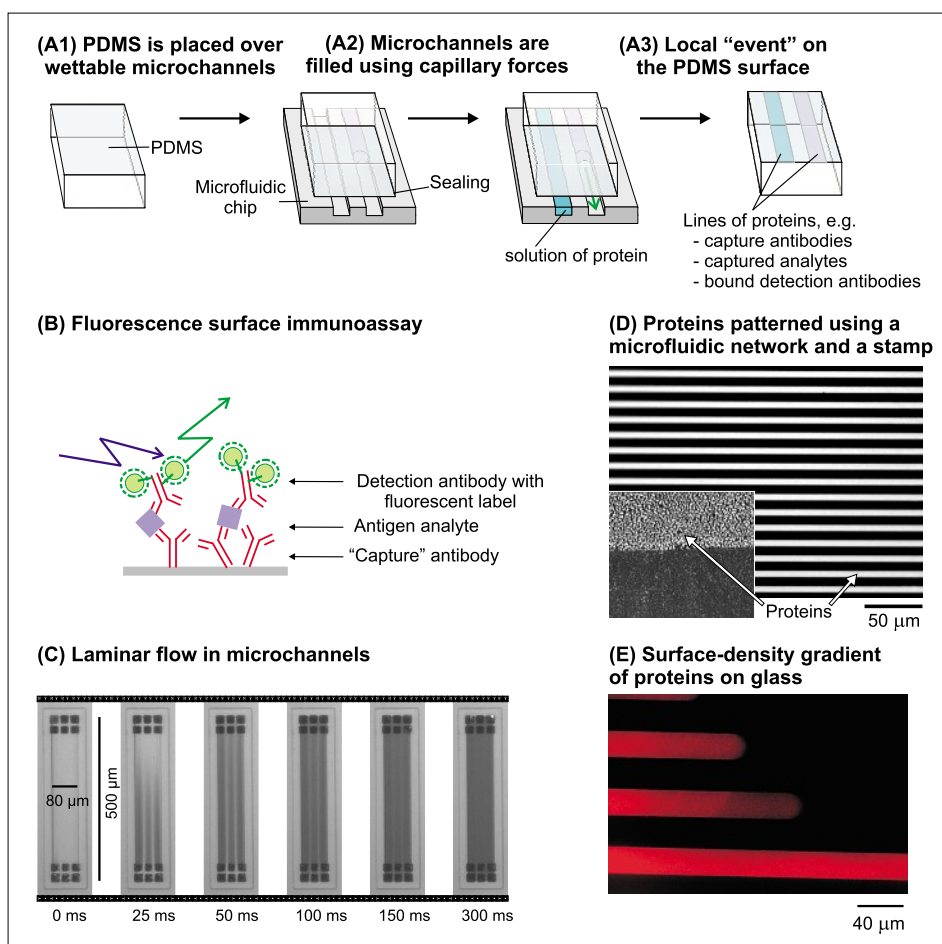 (A1) PDMS is placed over
wettable microchannels
(A2) Microchannels are
filled using capillary forces
(A3) Local “event” on
the PDMS surface
PDMS
Microfluidic
chip
Sealing
solution of protein
Lines of proteins, e.g.
- capture antibodies
- captured analytes
- bound detection antibodies
(B) Fluorescence surface immunoassay
Detection antibody with
fluorescent label
Antigen analyte
“Capture” antibody
(D) Proteins patterned using a
microfluidic network and a stamp
Proteins
50 μm
(C) Laminar flow in microchannels
80 μm
500 μm
0 ms
25 ms
50 ms
100 ms
150 ms
300 ms
(E) Surface-density gradient
of proteins on glass
40 μm